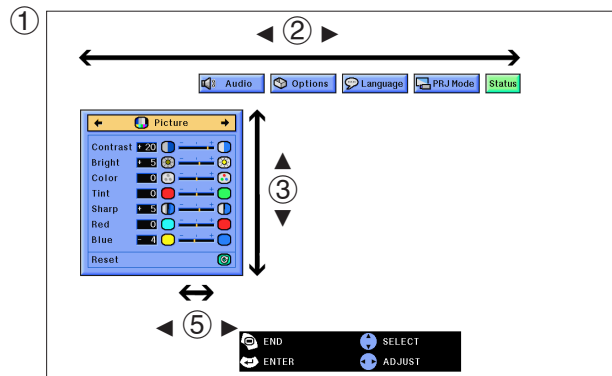 ①
◀ ② ▶
Audio Options Language PRJ Mode Status
Picture
Contrast + 20
Bright + 5
Color 0
Tint 0
Sharp + 5
Red 0
Blue - 4
Reset
▲
③
▼
◀ ⑤ ▶
END SELECT
ENTER ADJUST